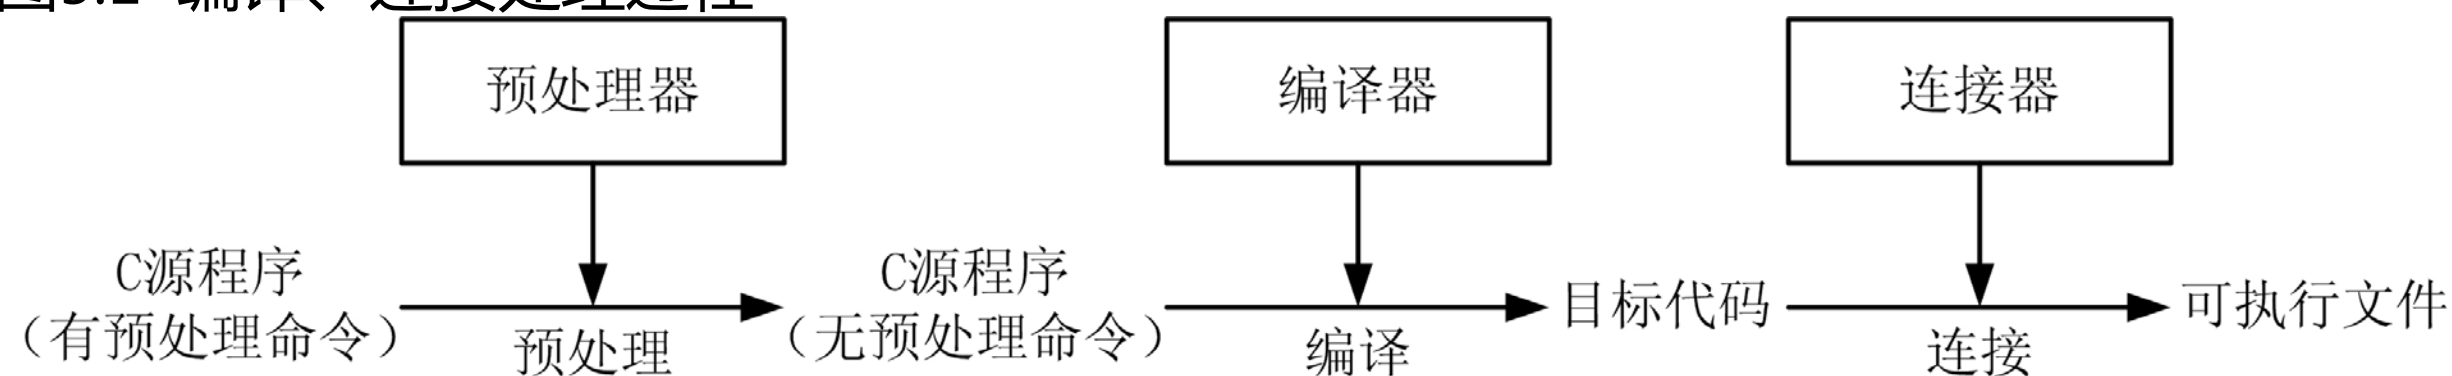 预处理器
编译器
连接器
C源程序
(有预处理命令)
预处理
C源程序
(无预处理命令)
编译
目标代码
连接
可执行文件